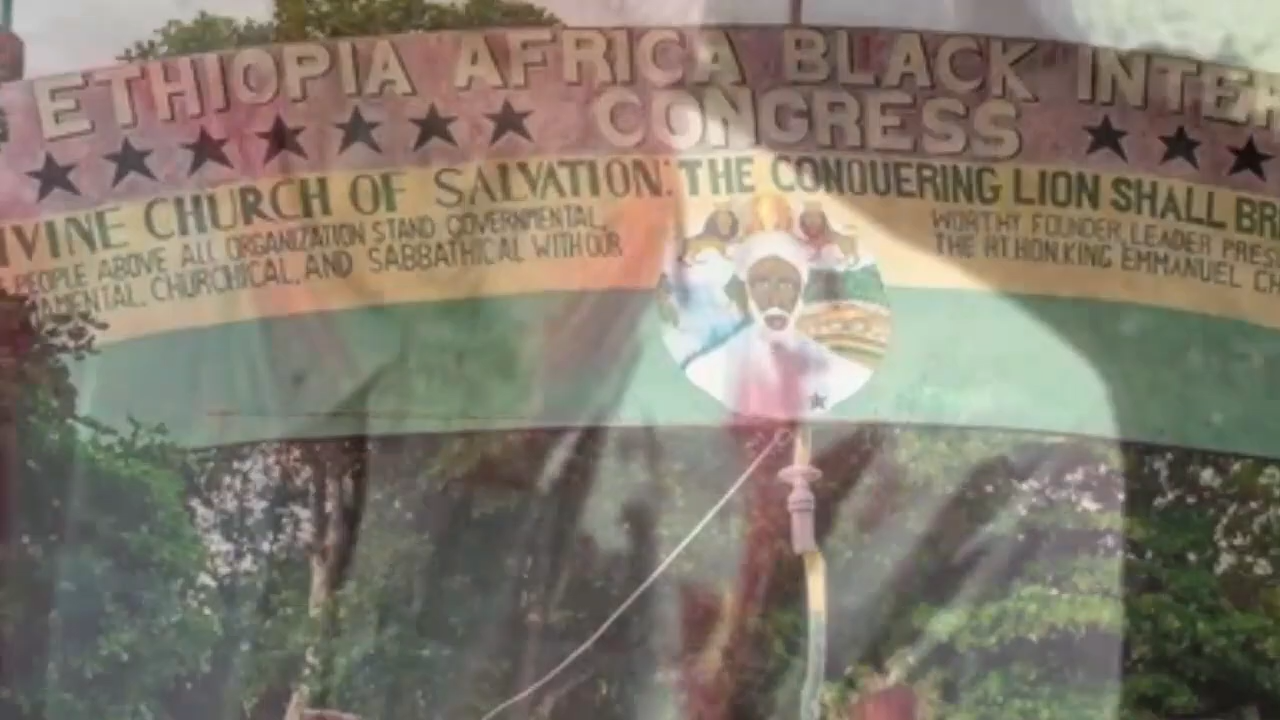 ETHIOPIA AFRICA BLACK INTER
CONGRESS
IVINE CHURCH OF SALVATION: THE CONQUERING LION SHALL BR
PEOPLE ABOVE ALL ORGANIZATION STAND GOVERNMENTAL,
AMENTAL, CHURCHICAL, AND SABBATHICAL WITH OUR
WORTHY FOUNDER, LEADER PRES
THE RT. HON. KING EMMANUEL CH